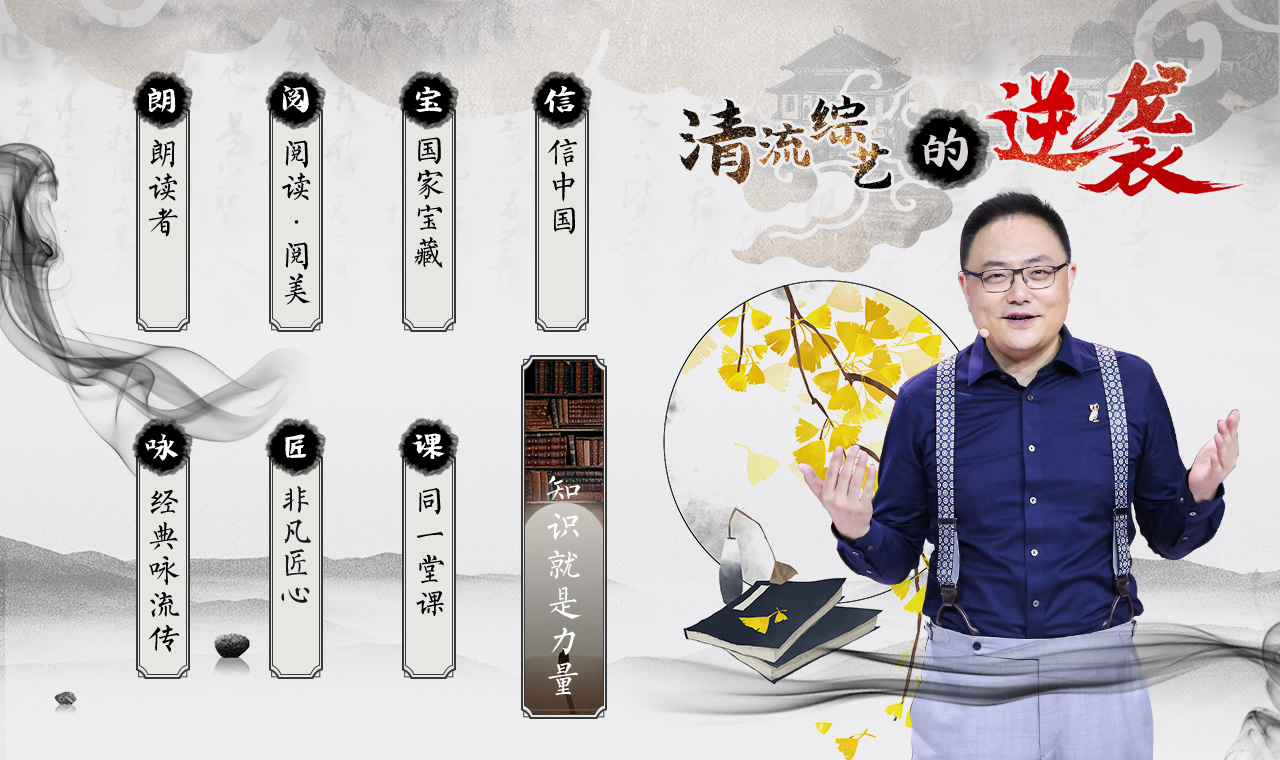 清流综艺的逆袭
朗
朗读者
阅
阅读·阅美
宝
国家宝藏
信
信中国
咏
经典咏流传
匠
非凡匠心
课
同一堂课
知识就是力量